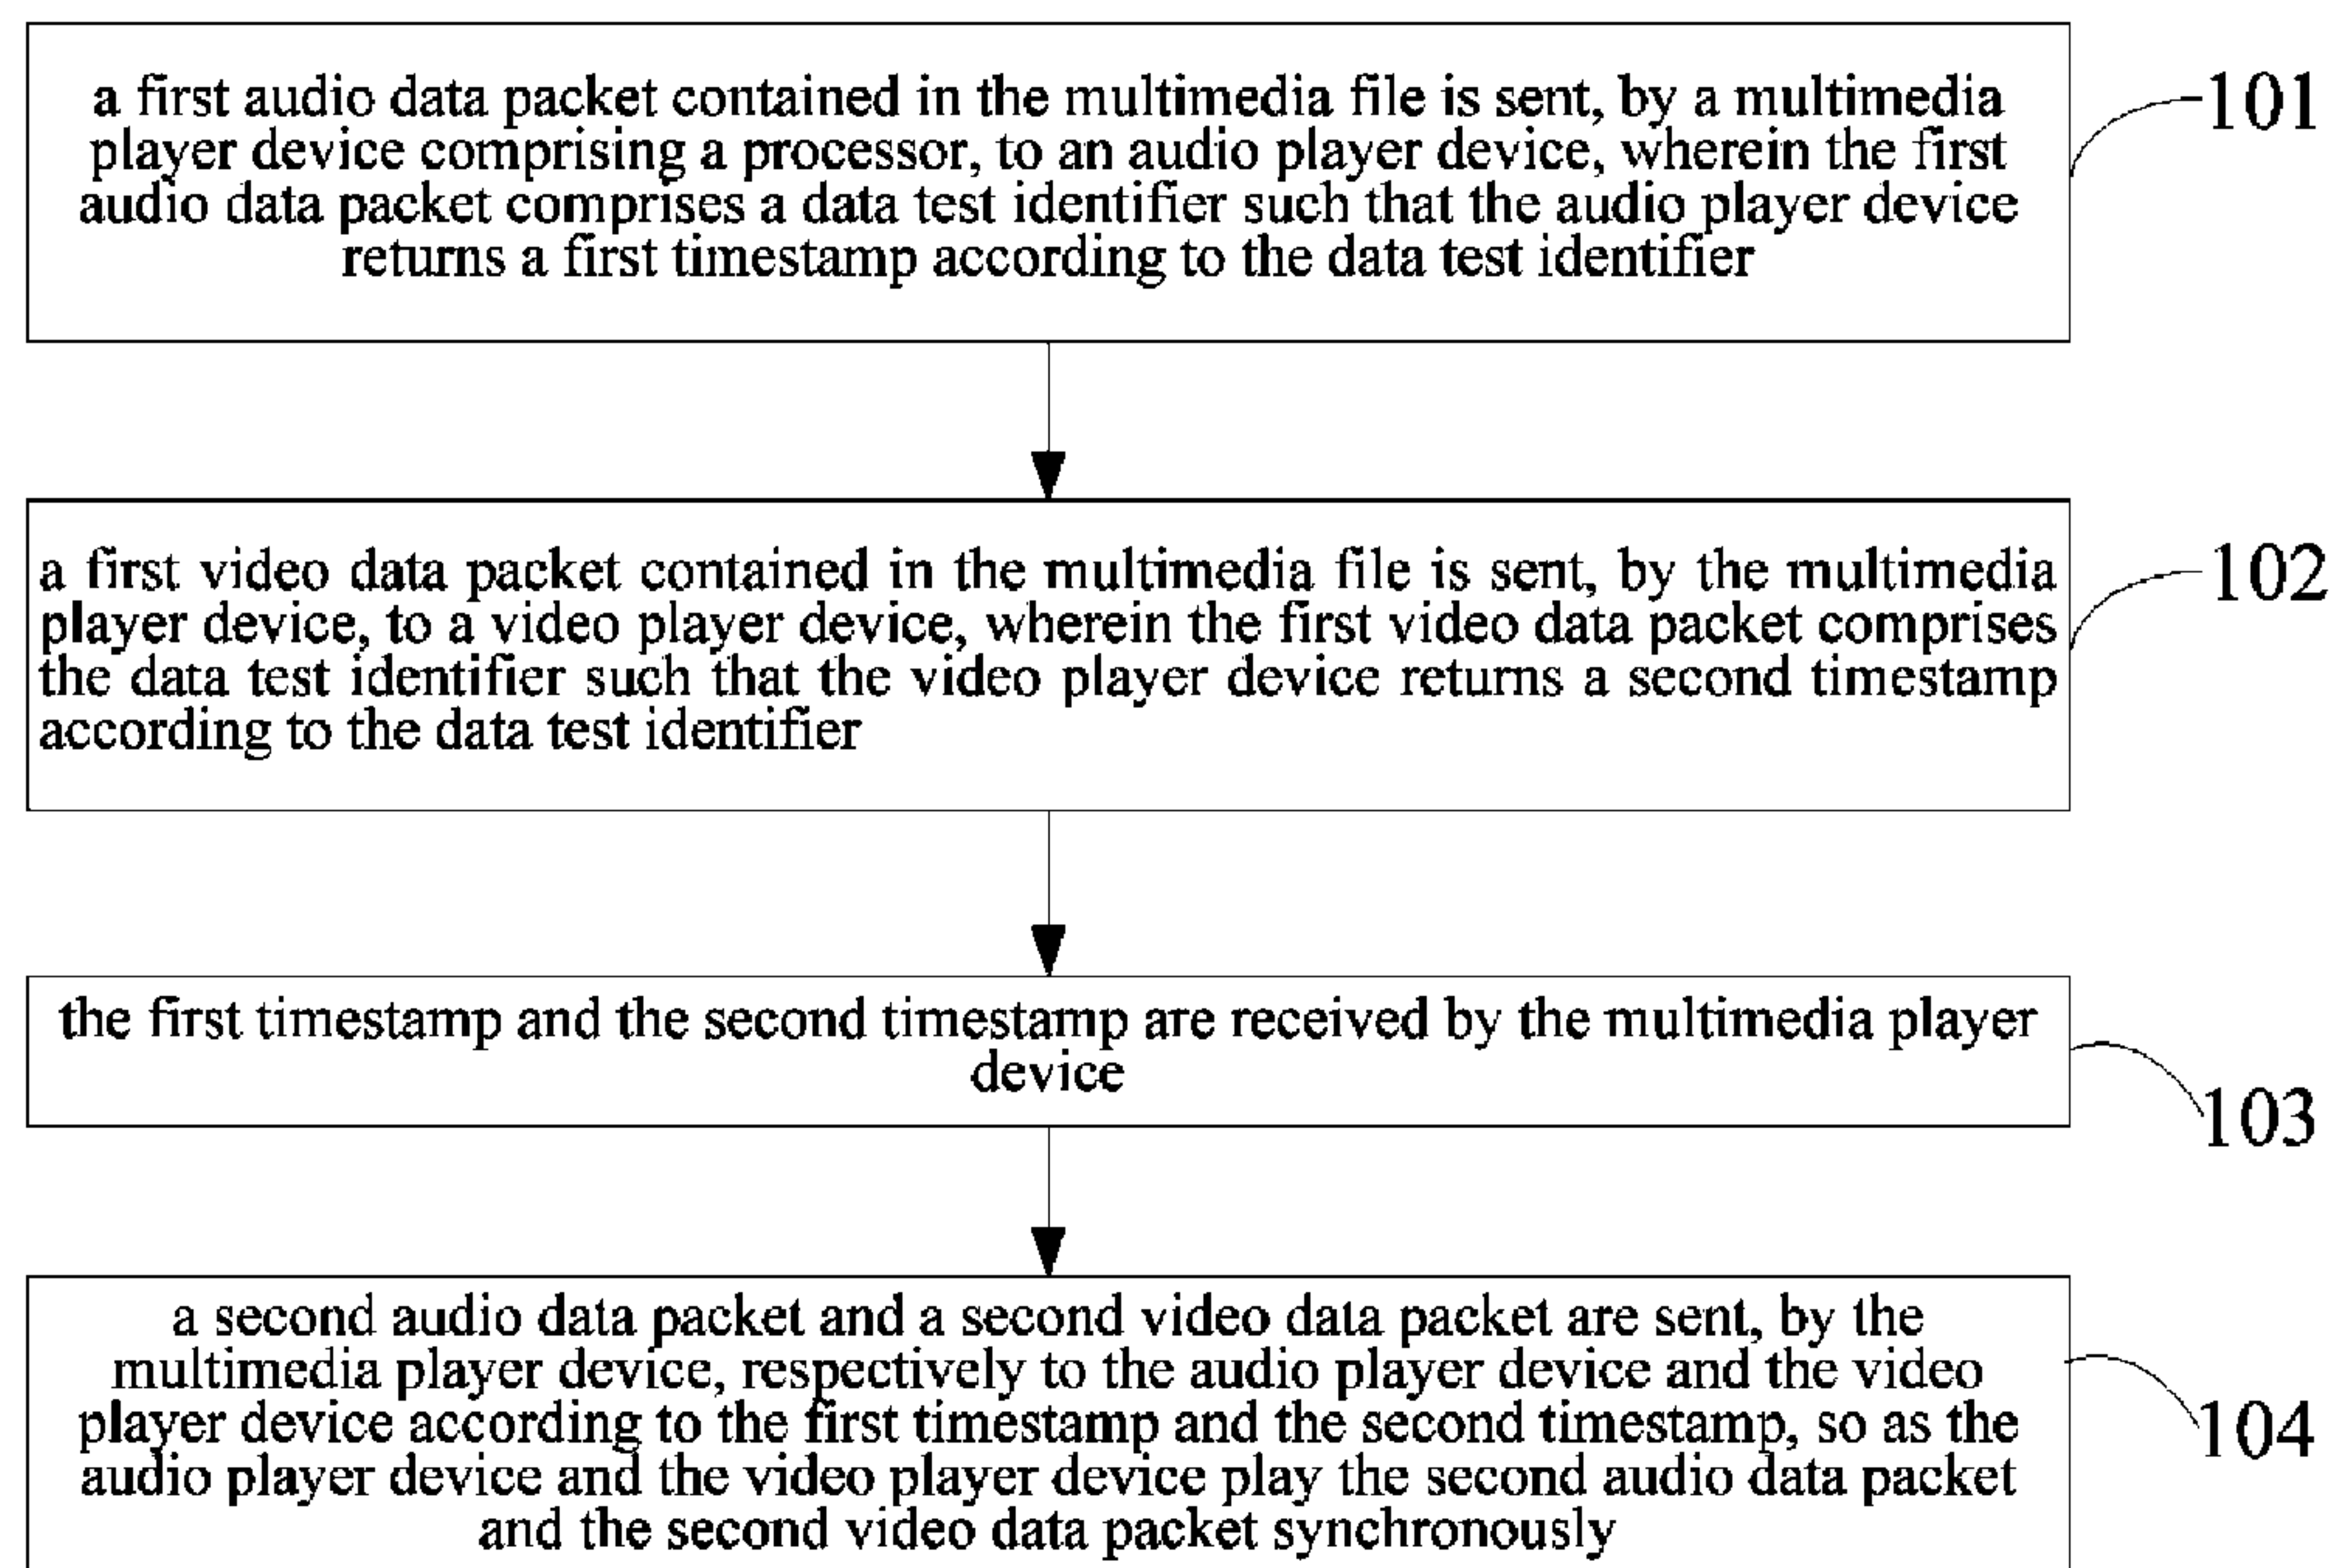 a first audio data packet contained in the multimedia file is sent, by a multimedia
player device comprising a processor, to an audio player device, wherein the first
audio data packet comprises a data test identifier such that the audio player device
returns a first timestamp according to the data test identifier
101
a first video data packet contained in the multimedia file is sent, by the multimedia
player device, to a video player device, wherein the first video data packet comprises
the data test identifier such that the video player device returns a second timestamp
according to the data test identifier
102
the first timestamp and the second timestamp are received by the multimedia player
device
103
a second audio data packet and a second video data packet are sent, by the
multimedia player device, respectively to the audio player device and the video
player device according to the first timestamp and the second timestamp, so as the
audio player device and the video player device play the second audio data packet
and the second video data packet synchronously
104